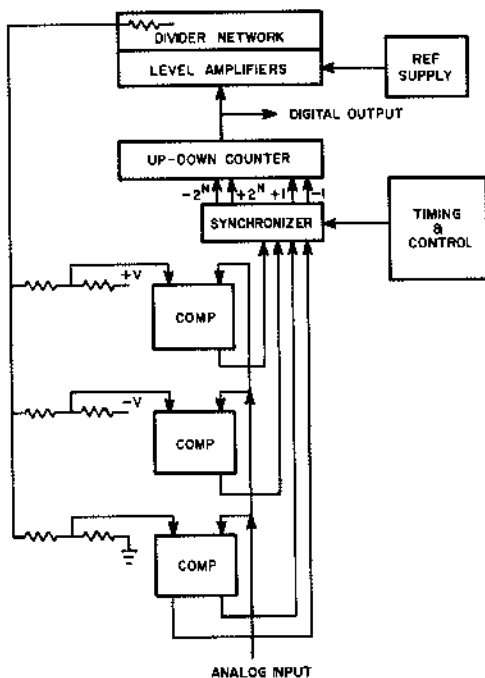 DIVIDER NETWORK
LEVEL AMPLIFIERS
REF
SUPPLY
DIGITAL OUTPUT
UP-DOWN COUNTER
-2^N +2^N +1 -1
SYNCHRONIZER
TIMING
&
CONTROL
+V
COMP
-V
COMP
COMP
ANALOG INPUT